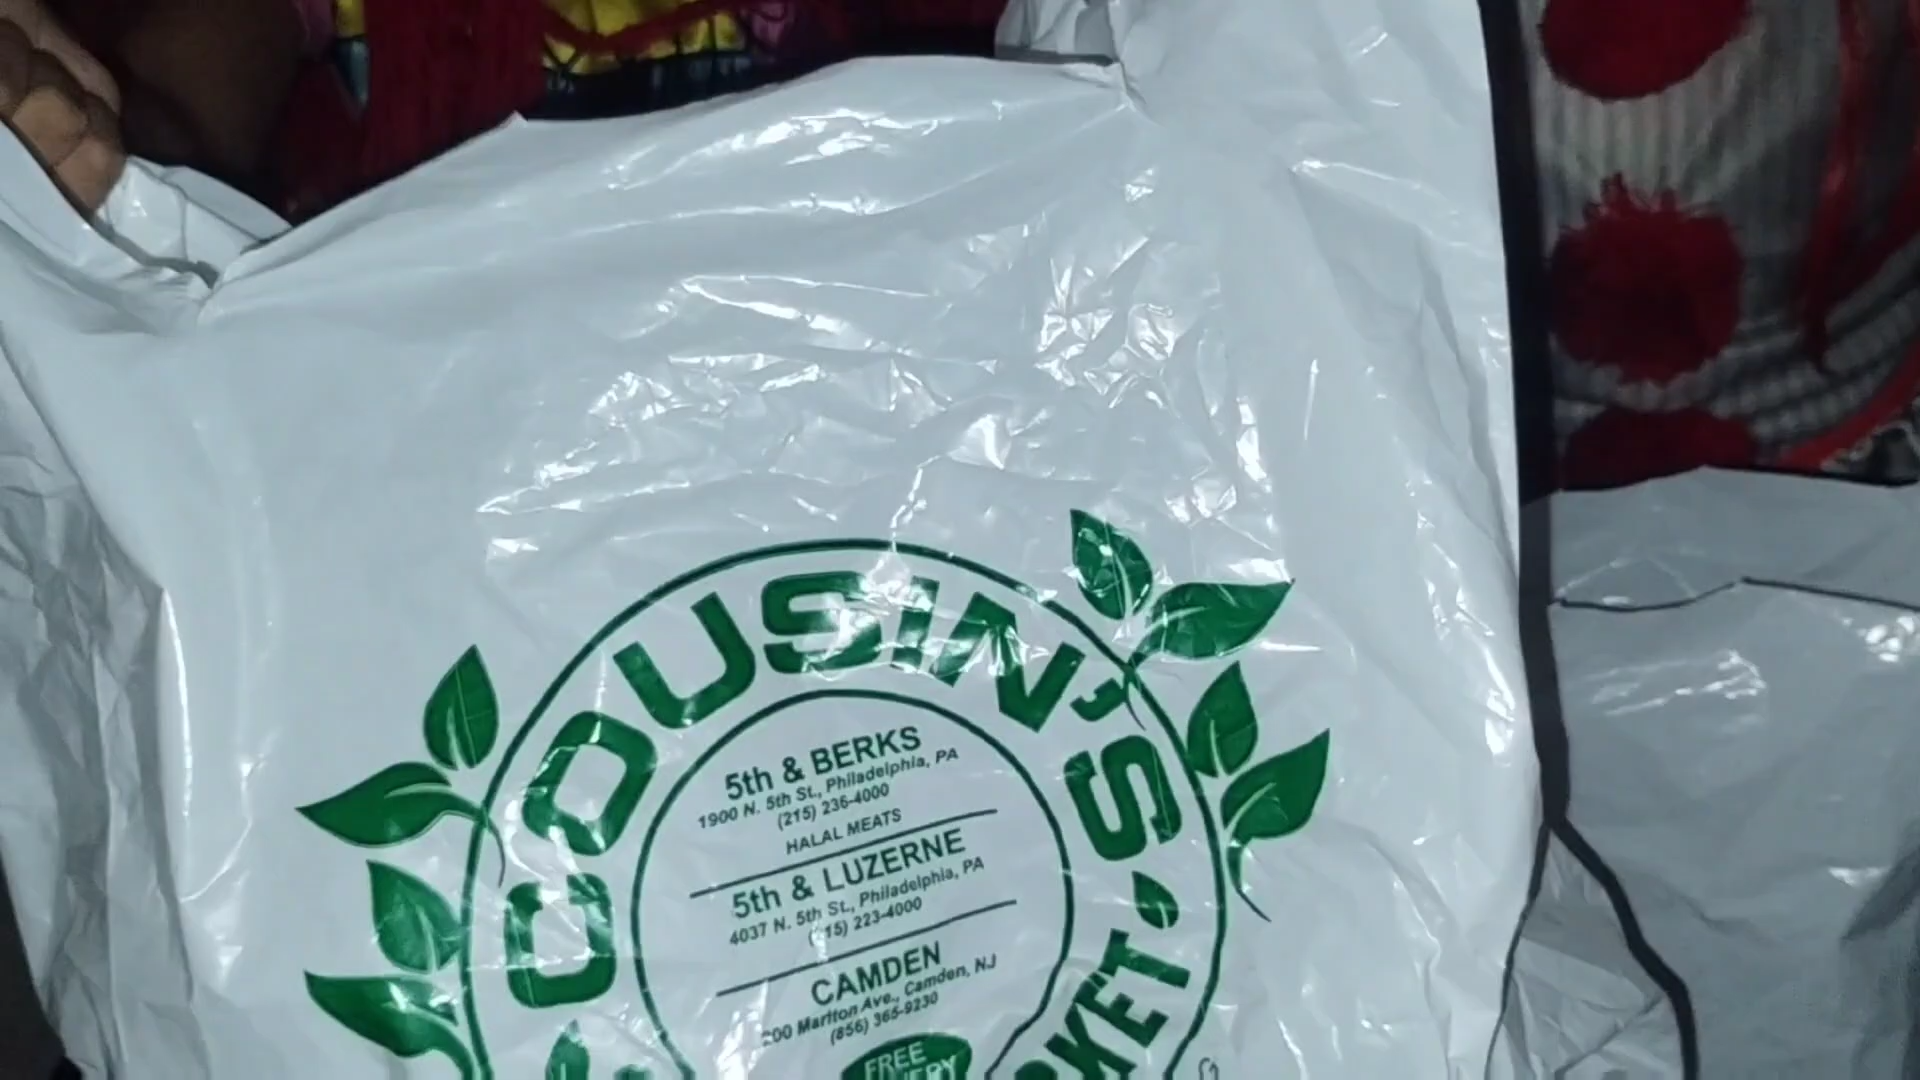 COUSIN'S
5th & BERKS
1900 N. 5th St., Philadelphia, PA
(215) 236-4000
HALAL MEATS
5th & LUZERNE
4037 N. 5th St., Philadelphia, PA
(215) 223-4000
CAMDEN
Marlton Ave., Camden, NJ
(856) 365-9230
FREE